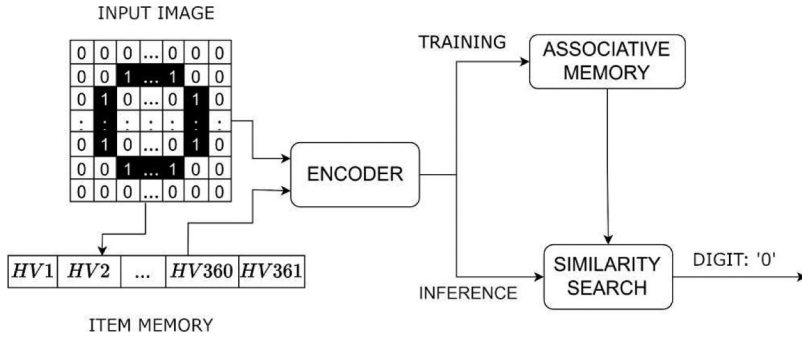 INPUT IMAGE
0 0 0 ... 0 0 0
0 0 1 ... 1 0 0
0 1 0 ... 0 1 0
: : : : : : :
0 1 0 ... 0 1 0
0 0 1 ... 1 0 0
0 0 0 ... 0 0 0
HV1 HV2 ... HV360 HV361
ITEM MEMORY
ENCODER
TRAINING
ASSOCIATIVE
MEMORY
INFERENCE
SIMILARITY
SEARCH
DIGIT: '0'